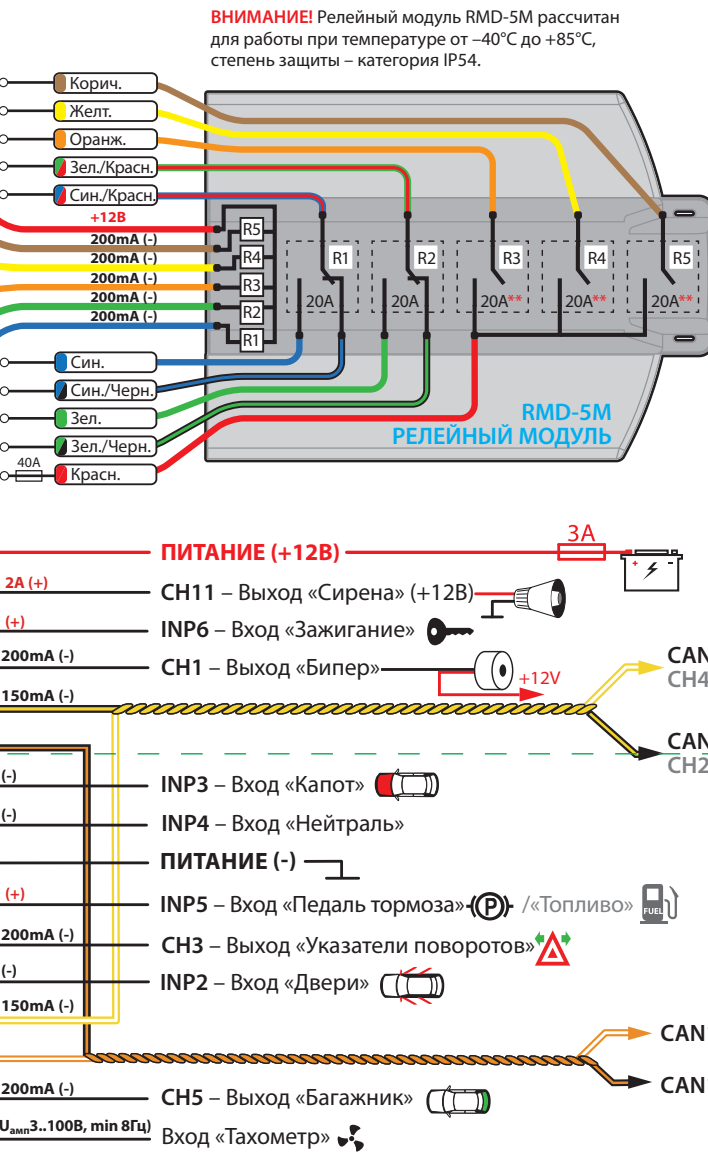 ВНИМАНИЕ! Релейный модуль RMD-5M рассчитан
для работы при температуре от –40°C до +85°C,
степень защиты – категория IP54.
Корич.
Желт.
Оранж.
Зел./Красн.
Син./Красн.
+12В
200mA (-)
200mA (-)
200mA (-)
200mA (-)
200mA (-)
R5
R4
R3
R2
R1
R1
R2
R3
R4
R5
20A
20A
20A**
20A**
20A**
Син.
Син./Черн.
Зел.
Зел./Черн.
40A
Красн.
RMD-5M
РЕЛЕЙНЫЙ МОДУЛЬ
ПИТАНИЕ (+12В)
3A
+ -
2A (+)
CH11 – Выход «Сирена» (+12В)
(+)
INP6 – Вход «Зажигание»
200mA (-)
CH1 – Выход «Бипер»
+12V
CAN
CH4
150mA (-)
CAN
CH2
(-)
INP3 – Вход «Капот»
(-)
INP4 – Вход «Нейтраль»
ПИТАНИЕ (-)
(+)
INP5 – Вход «Педаль тормоза» (P) /«Топливо»
FUEL
200mA (-)
CH3 – Выход «Указатели поворотов»
(-)
INP2 – Вход «Двери»
150mA (-)
CAN
CAN
200mA (-)
CH5 – Выход «Багажник»
Uамп3..100В, min 8Гц)
Вход «Тахометр»